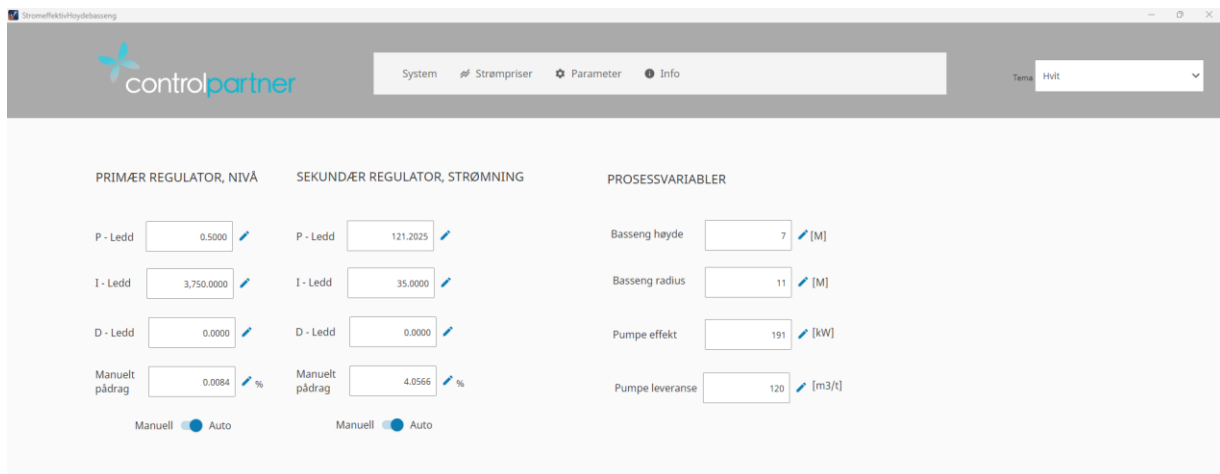 StromeffektivHoydebasseng
controlpartner
System Strømpriser Parameter Info
Tema Hvit
PRIMÆR REGULATOR, NIVÅ
P - Ledd 0.5000
I - Ledd 3,750.0000
D - Ledd 0.0000
Manuelt
pådrag 0.0084 %
Manuell Auto
SEKUNDÆR REGULATOR, STRØMNING
P - Ledd 121.2025
I - Ledd 35.0000
D - Ledd 0.0000
Manuelt
pådrag 4.0566 %
Manuell Auto
PROSESSVARIABLER
Basseng høyde 7 [M]
Basseng radius 11 [M]
Pumpe effekt 191 [kW]
Pumpe leveranse 120 [m3/t]